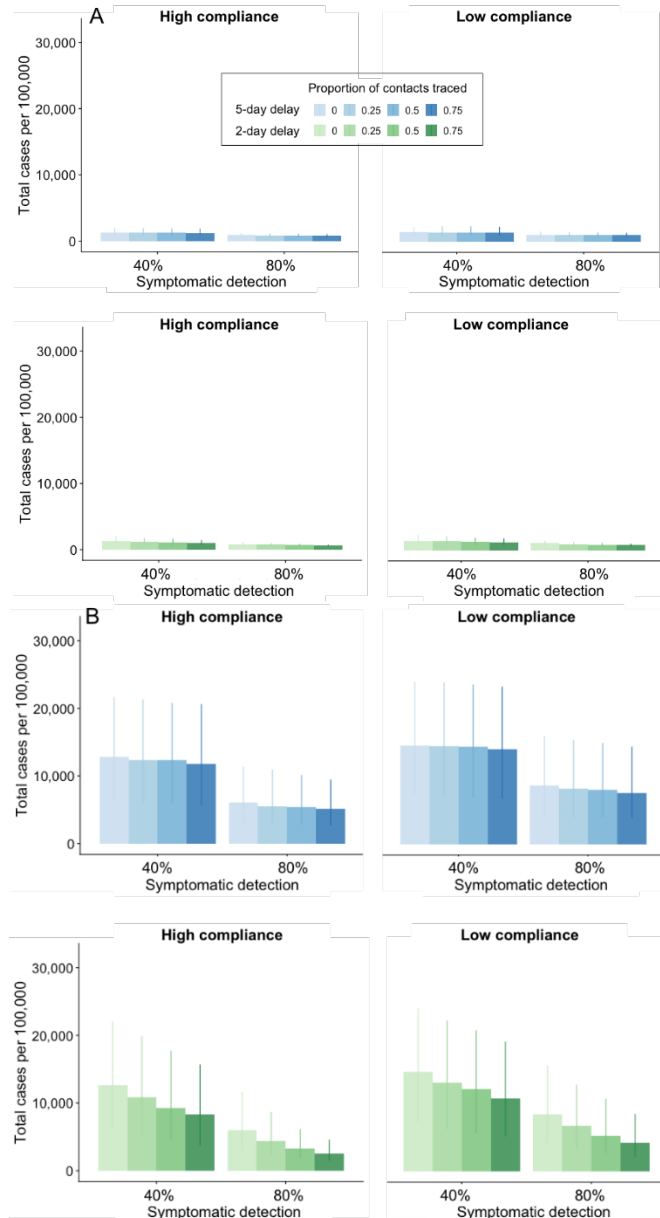 A
High compliance
Low compliance
Total cases per 100,000
30,000
20,000
10,000
0
Proportion of contacts traced
5-day delay 0 0.25 0.5 0.75
2-day delay 0 0.25 0.5 0.75
40% 80%
Symptomatic detection
40% 80%
Symptomatic detection
High compliance
Low compliance
Total cases per 100,000
30,000
20,000
10,000
0
40% 80%
Symptomatic detection
40% 80%
Symptomatic detection
B
High compliance
Low compliance
Total cases per 100,000
30,000
20,000
10,000
0
40% 80%
Symptomatic detection
40% 80%
Symptomatic detection
High compliance
Low compliance
Total cases per 100,000
30,000
20,000
10,000
0
40% 80%
Symptomatic detection
40% 80%
Symptomatic detection